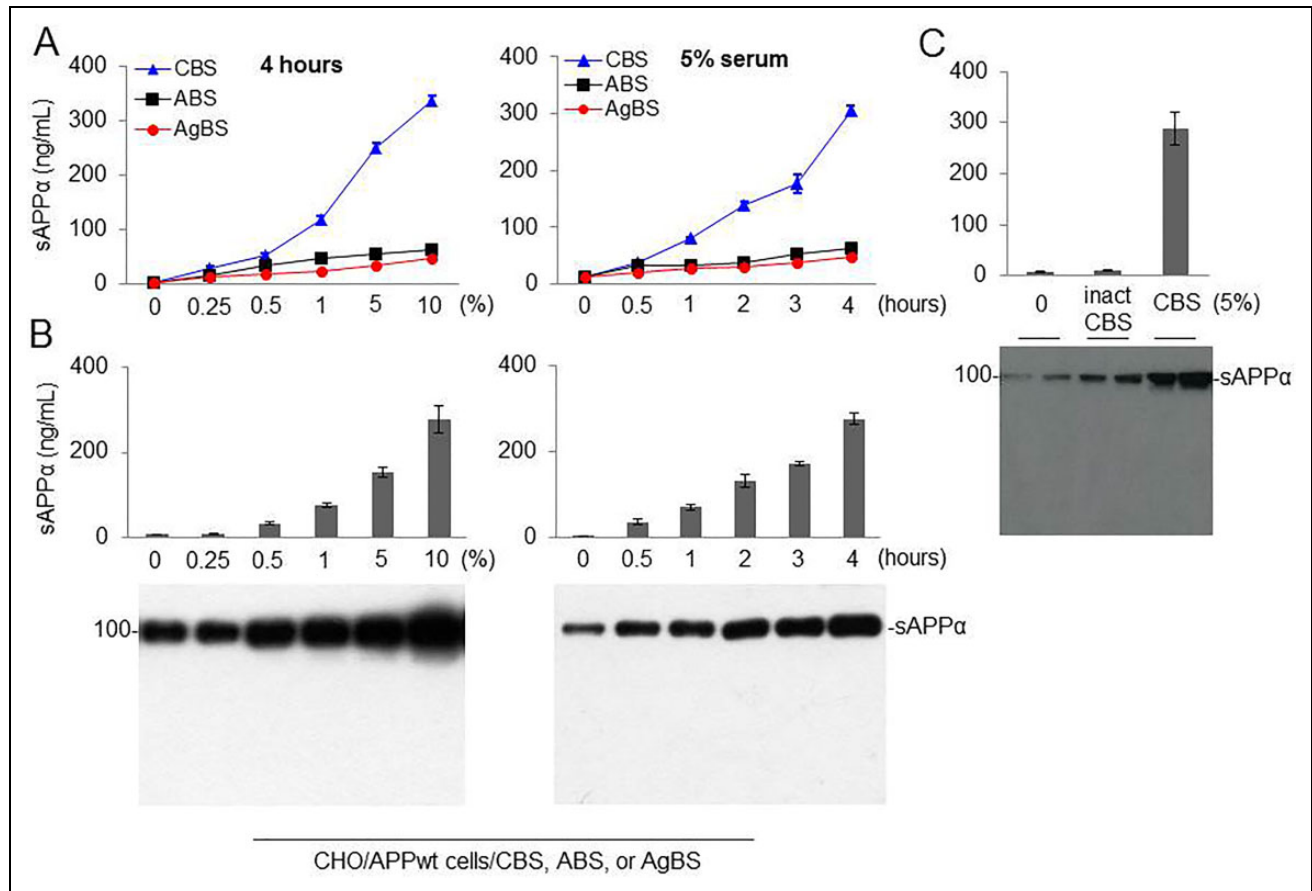 A
4 hours
CBS
ABS
AgBS
sAPPα (ng/mL)
400
300
200
100
0
0 0.25 0.5 1 5 10 (%)
5% serum
CBS
ABS
AgBS
400
300
200
100
0
0 0.5 1 2 3 4 (hours)
B
sAPPα (ng/mL)
400
200
0
0 0.25 0.5 1 5 10 (%)
400
200
0
0 0.5 1 2 3 4 (hours)
100-
-sAPPα
CHO/APPwt cells/CBS, ABS, or AgBS
C
400
300
200
100
0
0 inact CBS (5%)
CBS
100-
-sAPPα